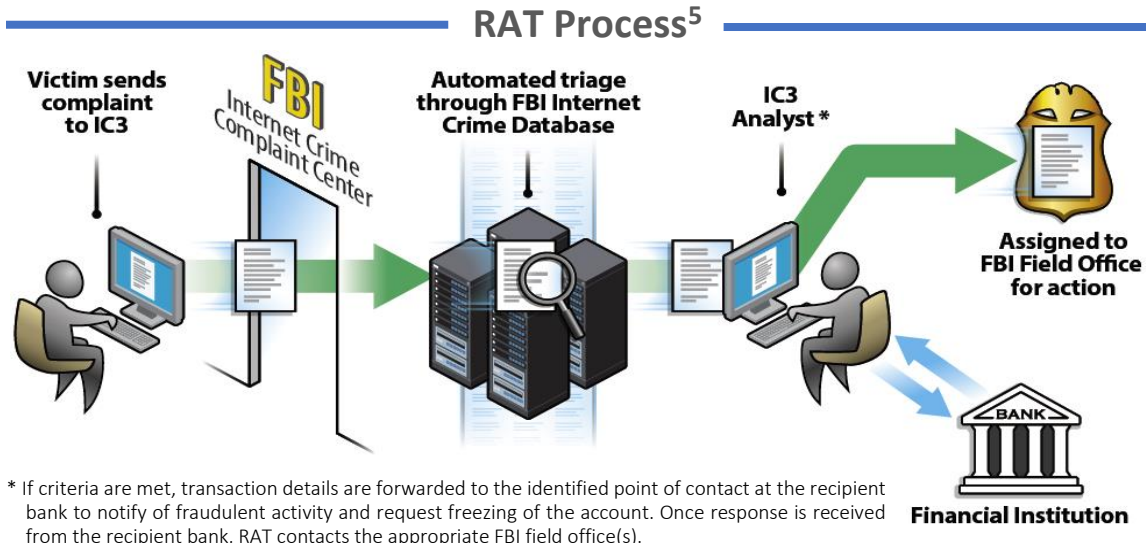 RAT Process5
Victim sends
complaint
to IC3
FBI
Internet Crime
Complaint Center
Automated triage
through FBI Internet
Crime Database
IC3
Analyst *
Assigned to
FBI Field Office
for action
BANK
Financial Institution
* If criteria are met, transaction details are forwarded to the identified point of contact at the recipient
bank to notify of fraudulent activity and request freezing of the account. Once response is received
from the recipient bank, RAT contacts the appropriate FBI field office(s).